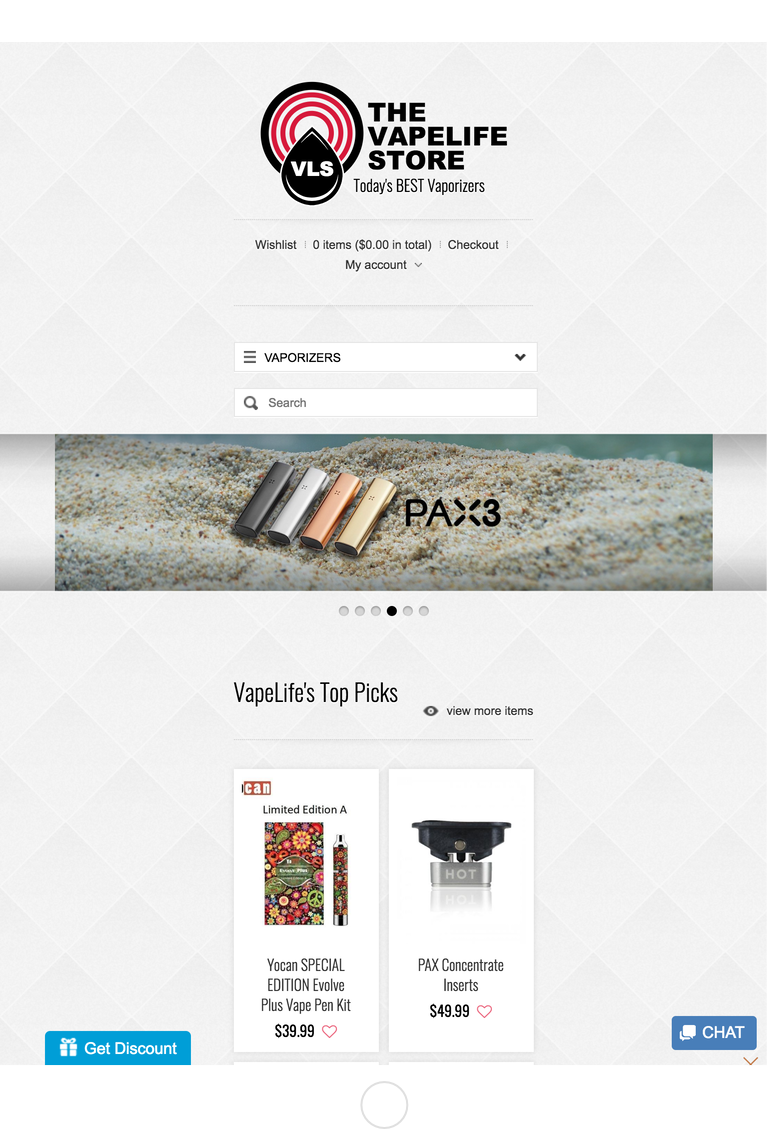 THE
VAPELIFE
STORE
VLS
Today's BEST Vaporizers
Wishlist
0 items ($0.00 in total)
Checkout
My account
VAPORIZERS
Search
PAX3
VapeLife's Top Picks
view more items
can
Limited Edition A
HOT
Yocan SPECIAL
EDITION Evolve
Plus Vape Pen Kit
$39.99
PAX Concentrate
Inserts
$49.99
Get Discount
CHAT